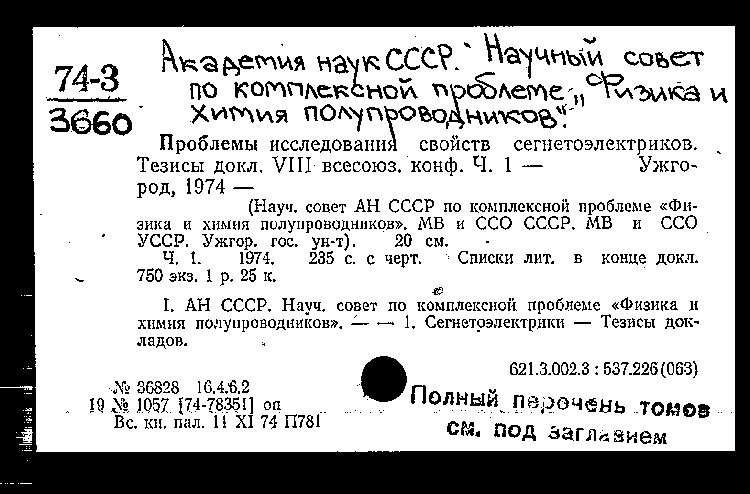 74-3
3660
Академия наук СССР. Научный совет
по комплексной проблеме „Физика и
химия полупроводников".
Проблемы исследования свойств сегнетоэлектриков.
Тезисы докл. VIII всесоюз. конф. Ч. 1 — Ужго-
род, 1974 —
(Науч. совет АН СССР по комплексной проблеме «Фи-
зика и химия полупроводников». МВ и ССО СССР. МВ и ССО
УССР. Ужгор. гос. ун-т). 20 см.
Ч. 1. 1974. 235 с. с черт. Списки лит. в конце докл.
750 экз. 1 р. 25 к.
I. АН СССР. Науч. совет по комплексной проблеме «Физика и
химия полупроводников». — — 1. Сегнетоэлектрики — Тезисы док-
ладов.
621.3.002.3 : 537.226(063)
№ 36828 16.4.6.2
19 № 1057 [74-78351] оп
Вс. кн. пал. 11 XI 74 П781
Полный перечень томов
см. под заглавием